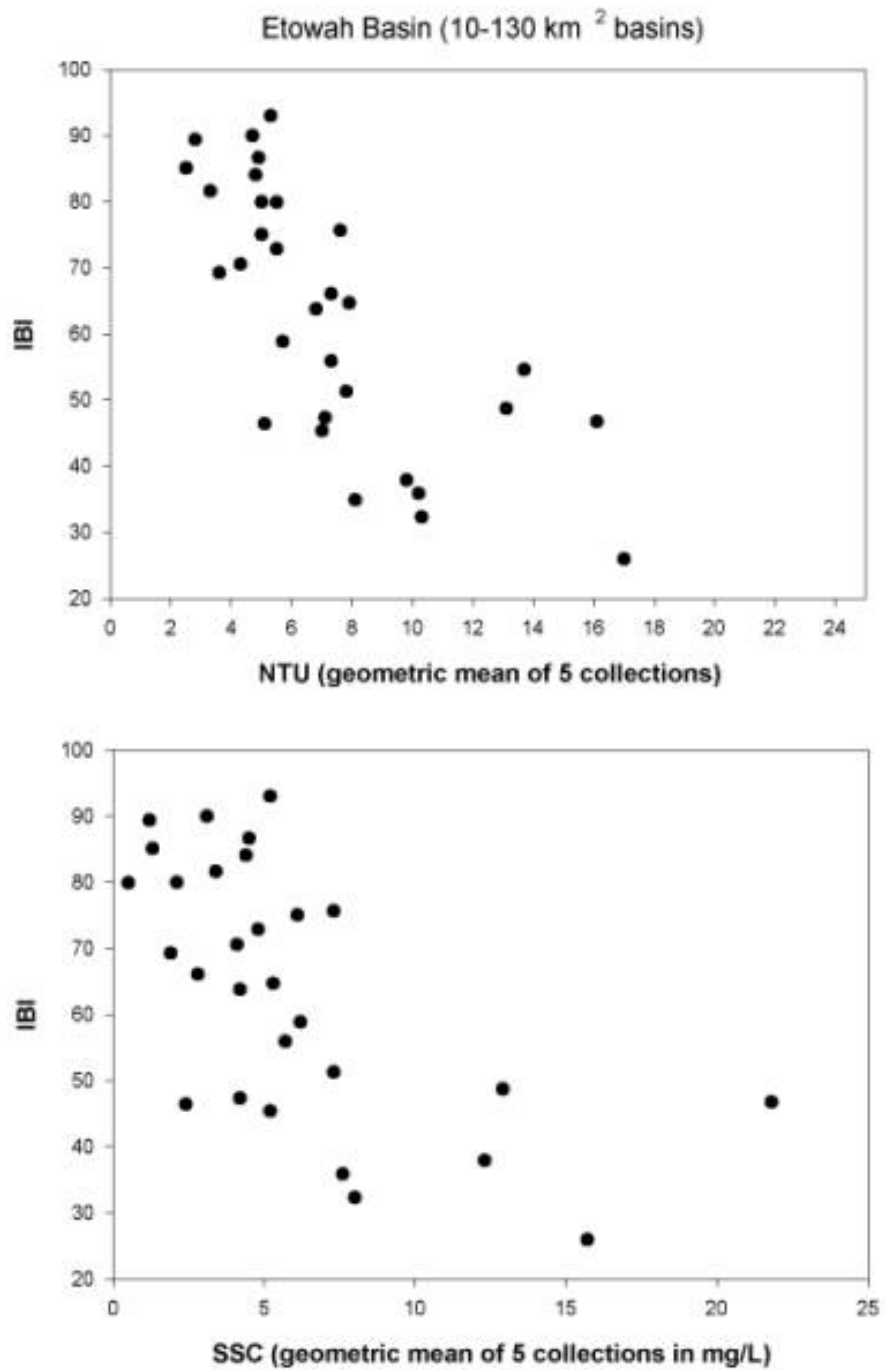 Etowah Basin (10-130 km 2 basins)
100
90
80
70
60
50
40
30
20
IBI
0 2 4 6 8 10 12 14 16 18 20 22 24
NTU (geometric mean of 5 collections)
100
90
80
70
60
50
40
30
20
IBI
0 5 10 15 20 25
SSC (geometric mean of 5 collections in mg/L)